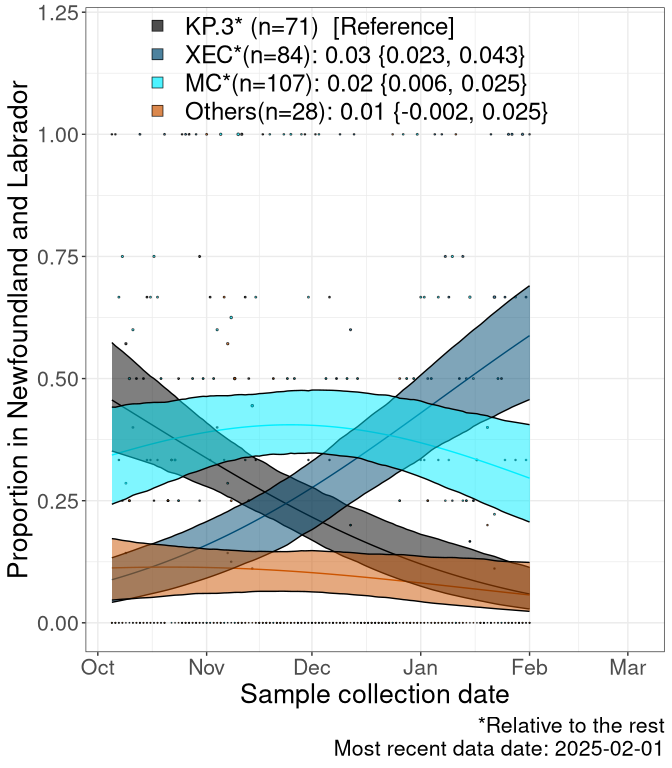 KP.3* (n=71)  [Reference]
XEC*(n=84): 0.03 {0.023, 0.043}
MC*(n=107): 0.02 {0.006, 0.025}
Others(n=28): 0.01 {-0.002, 0.025}
Proportion in Newfoundland and Labrador
1.25
1.00
0.75
0.50
0.25
0.00
Oct Nov Dec Jan Feb Mar
Sample collection date
*Relative to the rest
Most recent data date: 2025-02-01